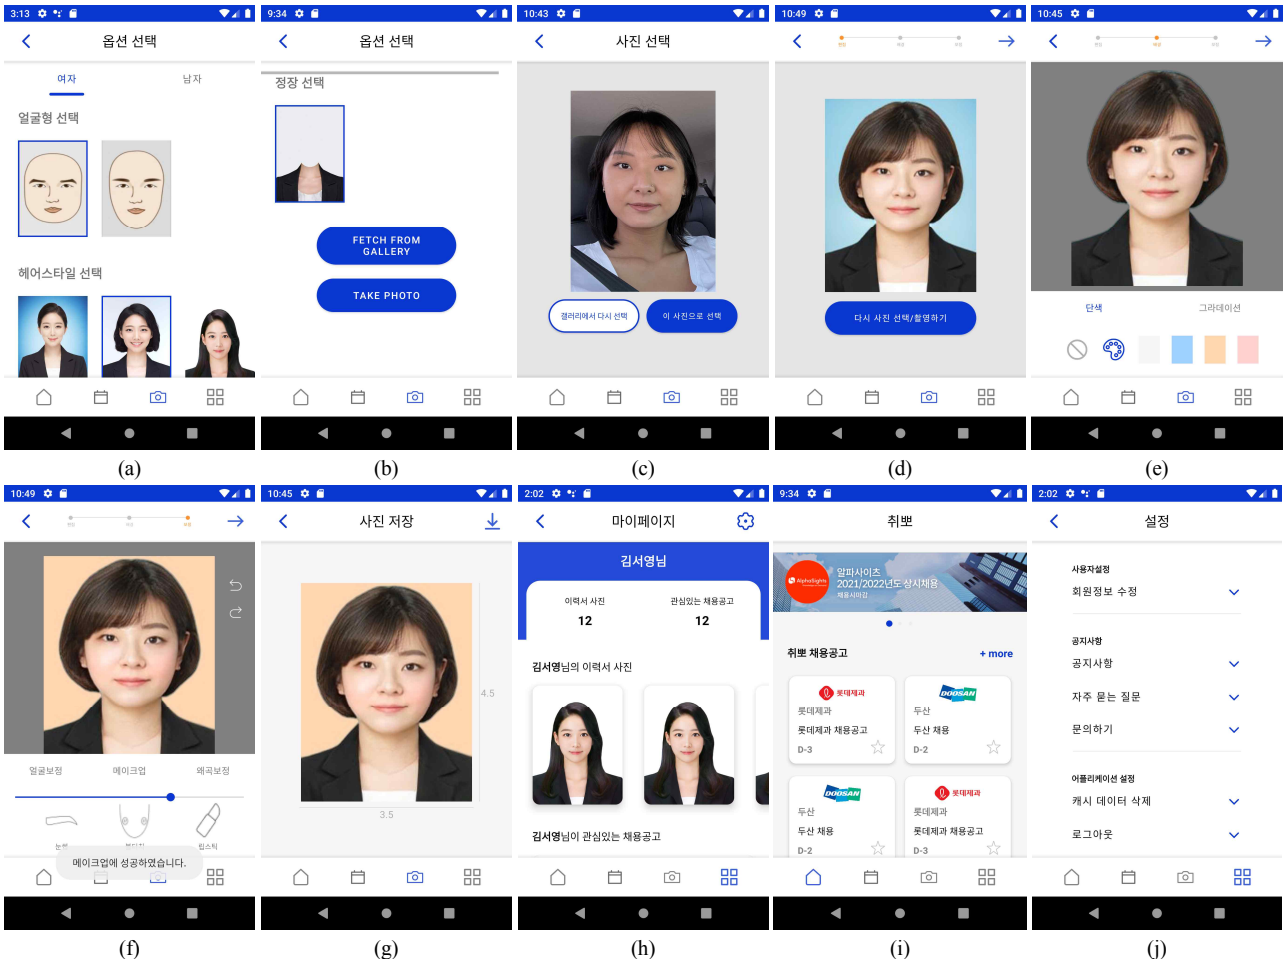 3:13
옵션 선택
여자
남자
얼굴형 선택
헤어스타일 선택
(a)
9:34
옵션 선택
정장 선택
FETCH FROM
GALLERY
TAKE PHOTO
(b)
10:43
사진 선택
갤러리에서 다시 선택
이 사진으로 선택
(c)
10:49
다시 사진 선택/촬영하기
(d)
10:45
단색
그라데이션
(e)
10:49
얼굴보정
메이크업
왜곡보정
립스틱
메이크업에 성공하였습니다.
(f)
10:45
사진 저장
4.5
3.5
(g)
2:02
마이페이지
김서영님
이력서 사진
관심있는 채용공고
12
12
김서영님의 이력서 사진
김서영님이 관심있는 채용공고
(h)
9:34
취뽀
AlphaSights
알파사이츠
2021/2022년도 상시채용
채용시마감
취뽀 채용공고
+ more
롯데제과
롯데제과
롯데제과 채용공고
D-3
DOOSAN
두산
두산 채용
D-2
DOOSAN
두산
두산 채용
D-2
롯데제과
롯데제과
롯데제과 채용공고
D-3
(i)
2:02
설정
사용자설정
회원정보 수정
공지사항
공지사항
자주 묻는 질문
문의하기
어플리케이션 설정
캐시 데이터 삭제
로그아웃
(j)